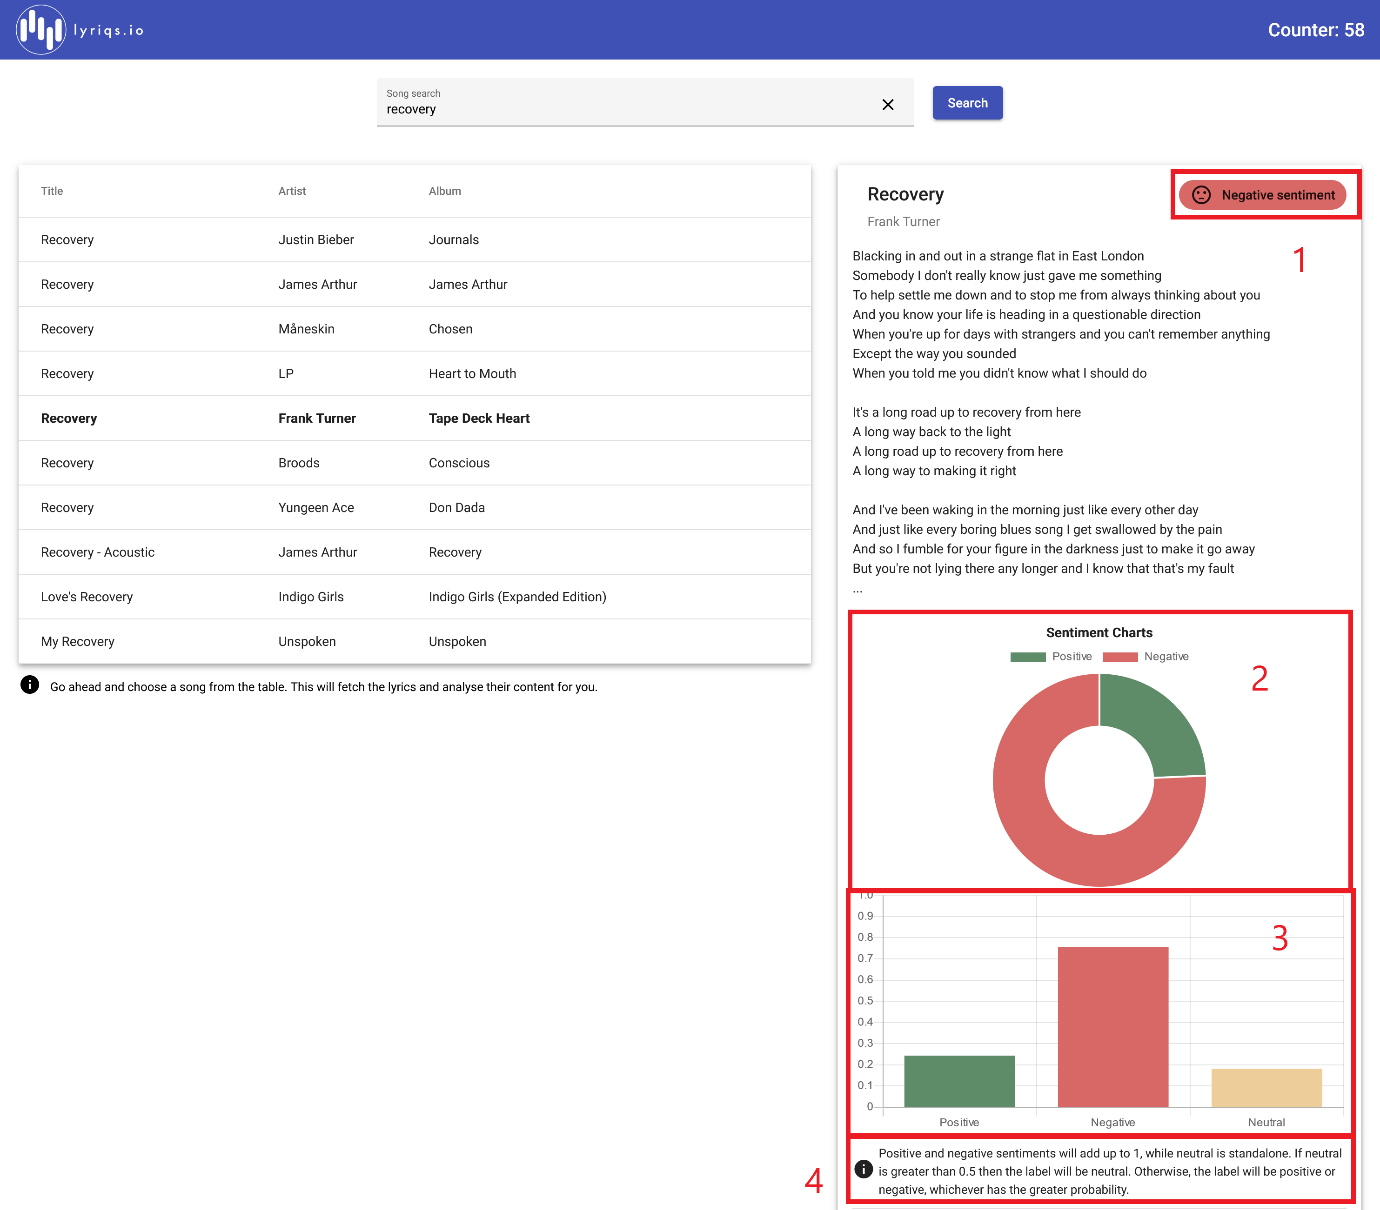 lyriqs.io
Counter: 58
Song search
recovery
Search
Title Artist Album
Recovery Justin Bieber Journals
Recovery James Arthur James Arthur
Recovery Måneskin Chosen
Recovery LP Heart to Mouth
Recovery Frank Turner Tape Deck Heart
Recovery Broods Conscious
Recovery Yungeen Ace Don Dada
Recovery - Acoustic James Arthur Recovery
Love's Recovery Indigo Girls Indigo Girls (Expanded Edition)
My Recovery Unspoken Unspoken
Go ahead and choose a song from the table. This will fetch the lyrics and analyse their content for you.
Recovery
Negative sentiment
Frank Turner
1
Blacking in and out in a strange flat in East London
Somebody I don't really know just gave me something
To help settle me down and to stop me from always thinking about you
And you know your life is heading in a questionable direction
When you're up for days with strangers and you can't remember anything
Except the way you sounded
When you told me you didn't know what I should do
It's a long road up to recovery from here
A long way back to the light
A long road up to recovery from here
A long way to making it right
And I've been waking in the morning just like every other day
And just like every boring blues song I get swallowed by the pain
And so I fumble for your figure in the darkness just to make it go away
But you're not lying there any longer and I know that that's my fault
...
Sentiment Charts
Positive Negative
2
1.0
0.9
0.8
3
0.7
0.6
0.5
0.4
0.3
0.2
0.1
0
Positive Negative Neutral
4
Positive and negative sentiments will add up to 1, while neutral is standalone. If neutral
is greater than 0.5 then the label will be neutral. Otherwise, the label will be positive or
negative, whichever has the greater probability.